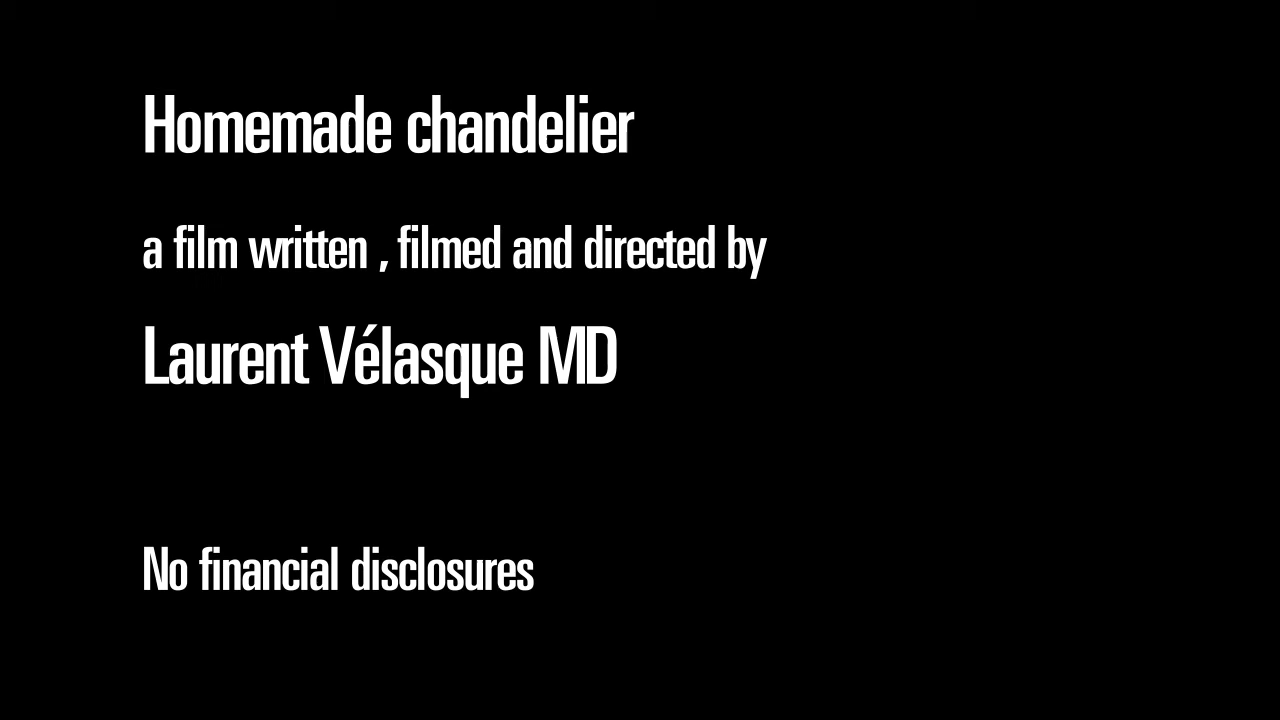 Homemade chandelier
a film written , filmed and directed by
Laurent Vélasque MD
No financial disclosures